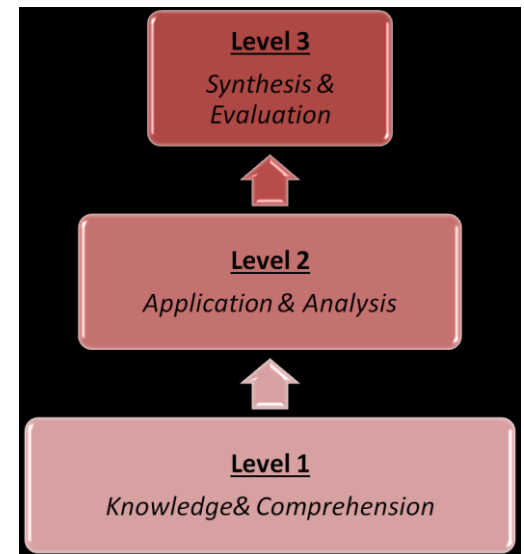 Level 3
Synthesis &
Evaluation
Level 2
Application & Analysis
Level 1
Knowledge& Comprehension